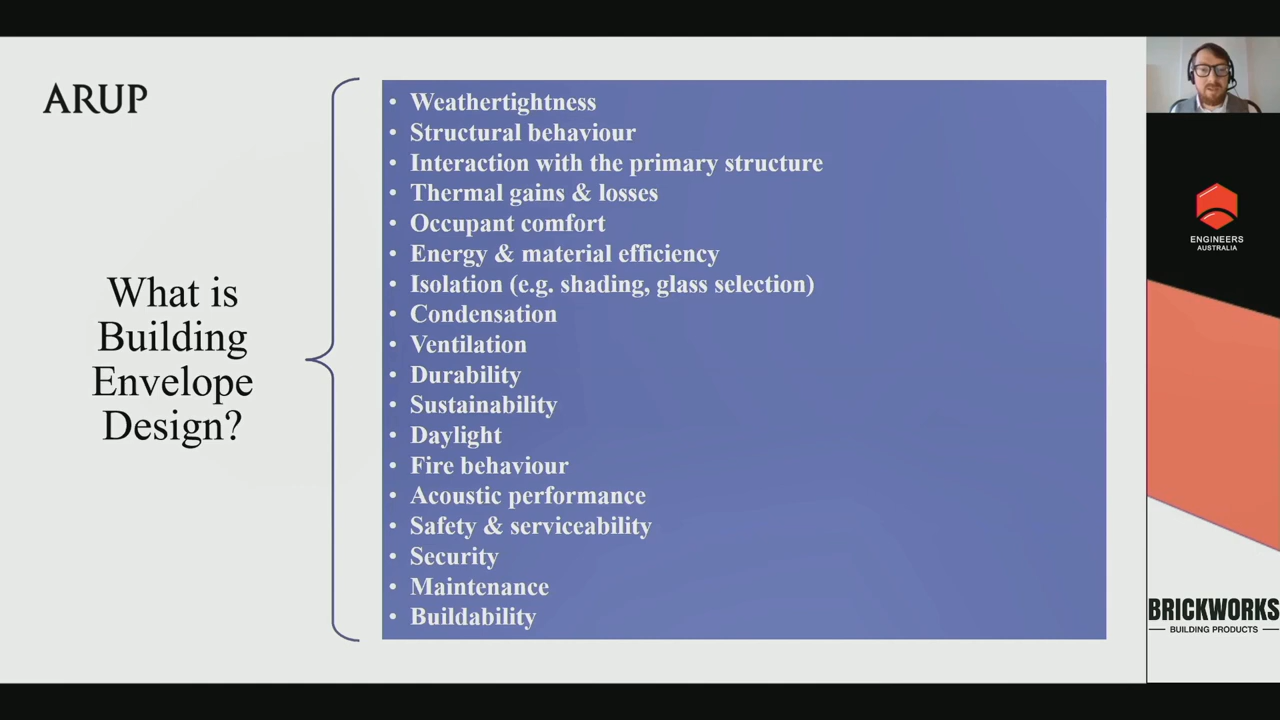 ARUP
What is
Building
Envelope
Design?
• Weathertightness
• Structural behaviour
• Interaction with the primary structure
• Thermal gains & losses
• Occupant comfort
• Energy & material efficiency
• Isolation (e.g. shading, glass selection)
• Condensation
• Ventilation
• Durability
• Sustainability
• Daylight
• Fire behaviour
• Acoustic performance
• Safety & serviceability
• Security
• Maintenance
• Buildability
ENGINEERS
AUSTRALIA
BRICKWORKS
BUILDING PRODUCTS